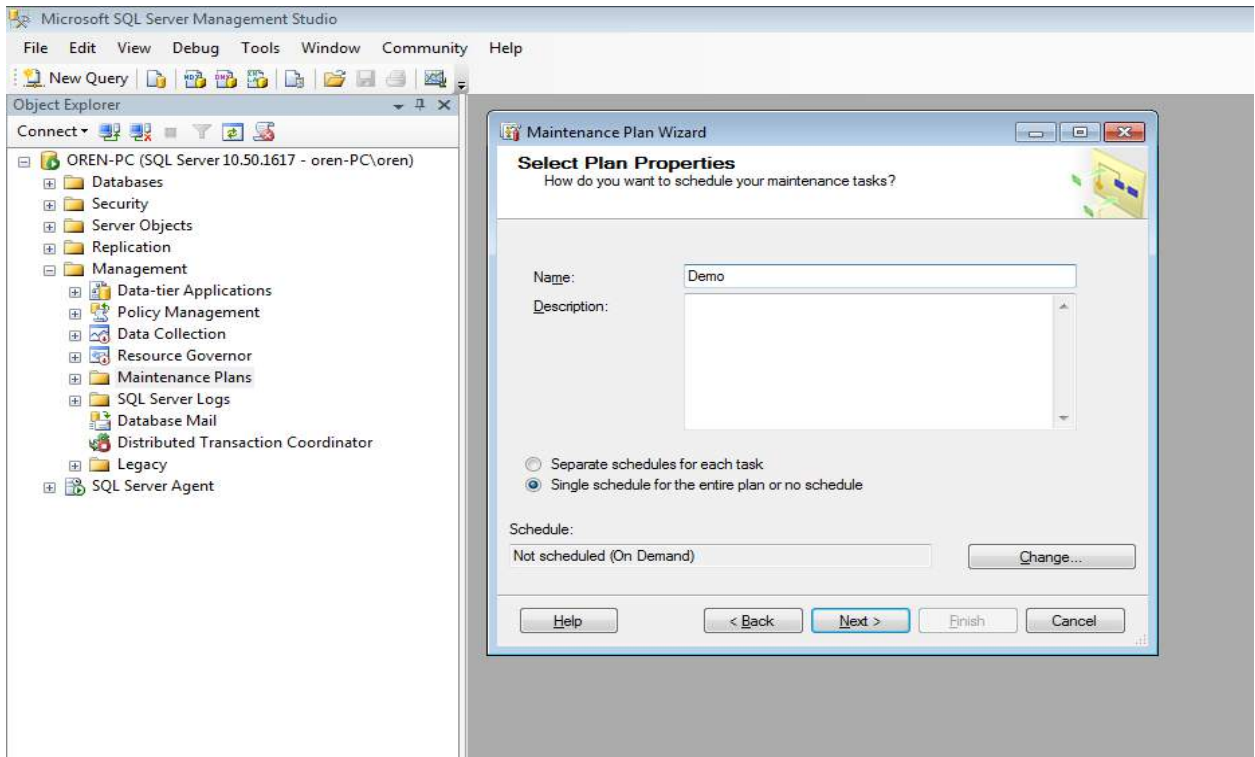 Microsoft SQL Server Management Studio
File Edit View Debug Tools Window Community Help
New Query
Object Explorer
Connect
OREN-PC (SQL Server 10.50.1617 - oren-PC\oren)
Databases
Security
Server Objects
Replication
Management
Data-tier Applications
Policy Management
Data Collection
Resource Governor
Maintenance Plans
SQL Server Logs
Database Mail
Distributed Transaction Coordinator
Legacy
SQL Server Agent
Maintenance Plan Wizard
Select Plan Properties
How do you want to schedule your maintenance tasks?
Name: Demo
Description:
Separate schedules for each task
Single schedule for the entire plan or no schedule
Schedule:
Not scheduled (On Demand) Change...
Help < Back Next > Finish Cancel